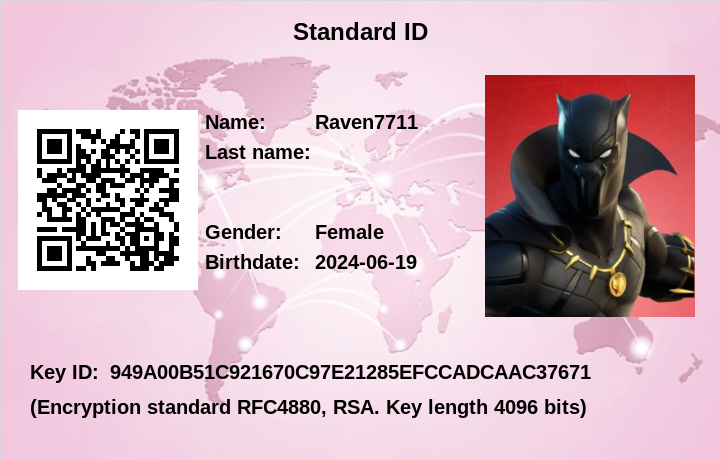 Standard ID
Name: Raven7711
Last name:
Gender: Female
Birthdate: 2024-06-19
Key ID: 949A00B51C921670C97E21285EFCCADCAAC37671
(Encryption standard RFC4880, RSA. Key length 4096 bits)